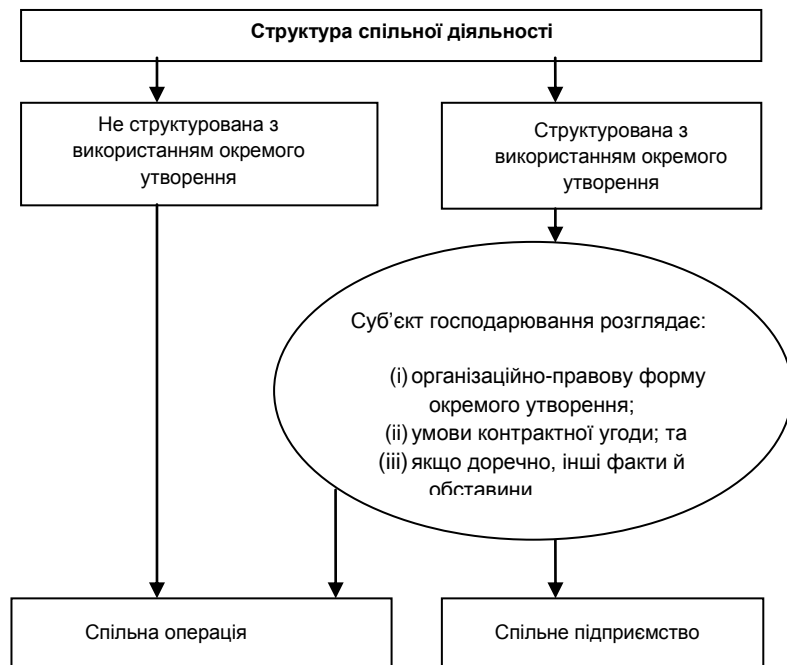 Структура спільної діяльності
Не структурована з
використанням окремого
утворення
Структурована з
використанням окремого
утворення
Суб’єкт господарювання розглядає:
(i) організаційно-правову форму
окремого утворення;
(ii) умови контрактної угоди; та
(iii) якщо доречно, інші факти й
обставини
Спільна операція
Спільне підприємство